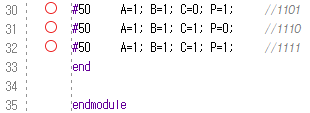 30 #50 A=1; B=1; C=0; P=1; //1101
31 #50 A=1; B=1; C=1; P=0; //1110
32 #50 A=1; B=1; C=1; P=1; //1111
33 end
34
35 endmodule